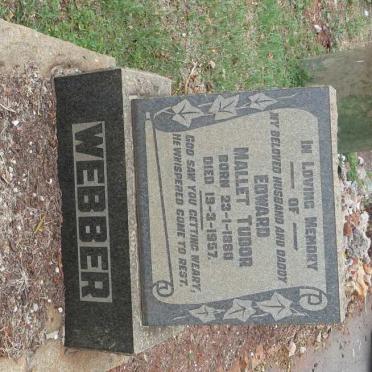 IN LOVING MEMORY
OF
MY BELOVED HUSBAND AND DADDY
EDWARD
MALLET TUDOR
BORN 23-1-1880
DIED 19-3-1957.
GOD SAW YOU GETTING WEARY,
HE WHISPERED COME TO REST.
WEBBER